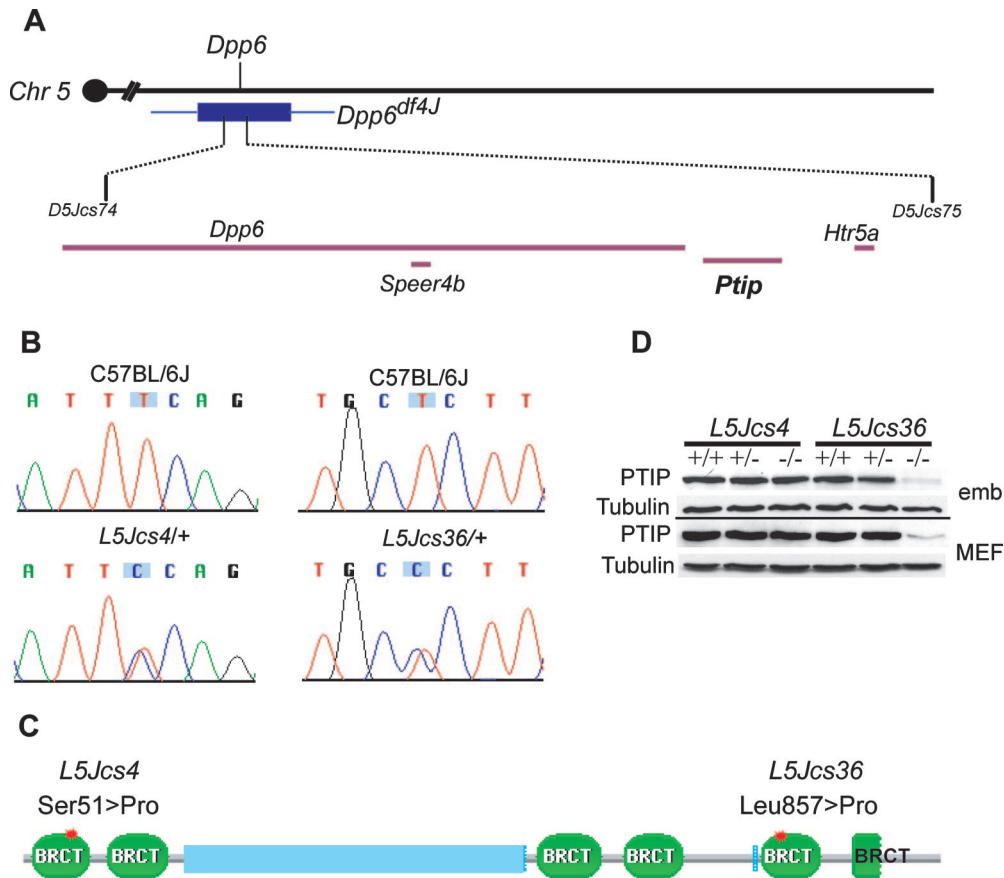 A
Dpp6
Chr 5
Dpp6df4J
D5Jcs74
D5Jcs75
Dpp6
Htr5a
Speer4b
Ptip
B
C57BL/6J
A T T T C A G
C57BL/6J
T G C T C T T
L5Jcs4/+
A T T C C A G
L5Jcs36/+
T G C C C T T
D
L5Jcs4 L5Jcs36
+/+ +/- -/- +/+ +/- -/-
PTIP
Tubulin
emb
PTIP
Tubulin
MEF
C
L5Jcs4
Ser51>Pro
L5Jcs36
Leu857>Pro
BRCT BRCT BRCT BRCT BRCT BRCT